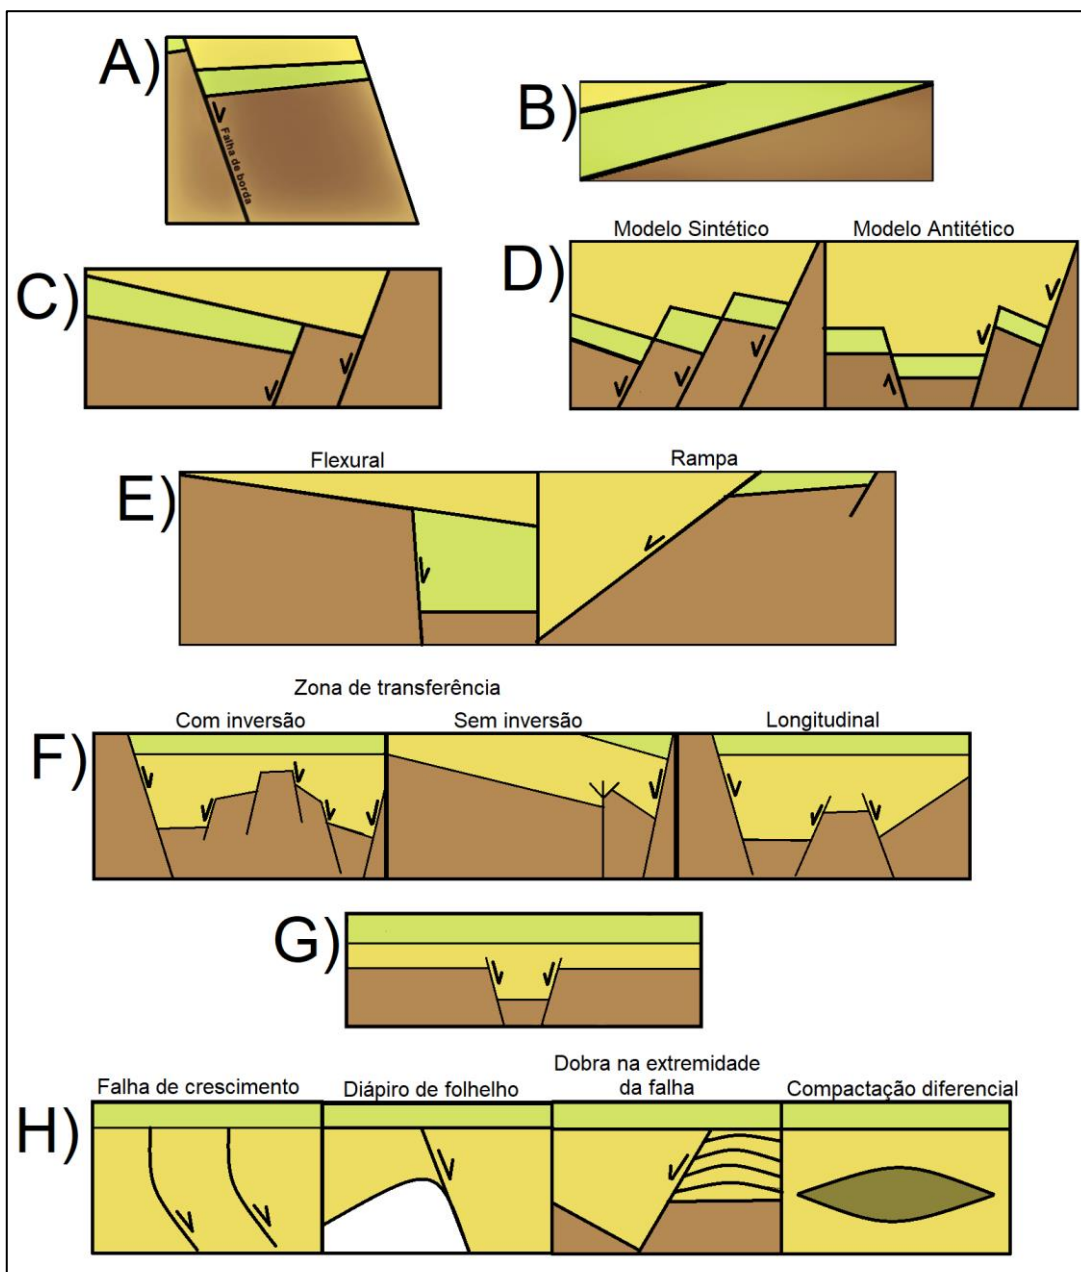 A)
Falha de borda
B)
C)
D)
Modelo Sintético
Modelo Antitético
E)
Flexural
Rampa
Zona de transferência
F)
Com inversão
Sem inversão
Longitudinal
G)
H)
Falha de crescimento
Diápiro de folhelho
Dobra na extremidade
da falha
Compactação diferencial